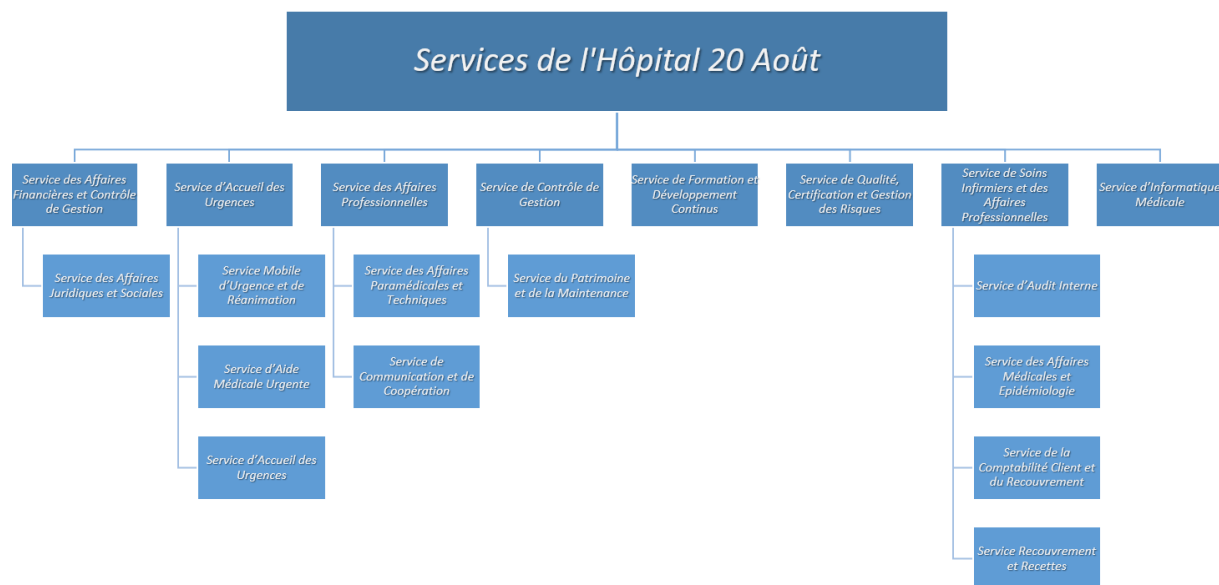 Services de l'Hôpital 20 Août
Service des Affaires
Financières et Contrôle
de Gestion
Service d'Accueil des
Urgences
Service des Affaires
Professionnelles
Service de Contrôle de
Gestion
Service de Formation et
Développement
Continus
Service de Qualité,
Certification et Gestion
des Risques
Service de Soins
Infirmiers et des
Affaires
Professionnelles
Service d'Informatique
Médicale
Service des Affaires
Juridiques et Sociales
Service Mobile
d'Urgence et de
Réanimation
Service d'Aide
Médicale Urgente
Service d'Accueil des
Urgences
Service des Affaires
Paramédicales et
Techniques
Service de
Communication et de
Coopération
Service du Patrimoine
et de la Maintenance
Service d'Audit Interne
Service des Affaires
Médicales et
Epidémiologie
Service de la
Comptabilité Client et
du Recouvrement
Service Recouvrement
et Recettes